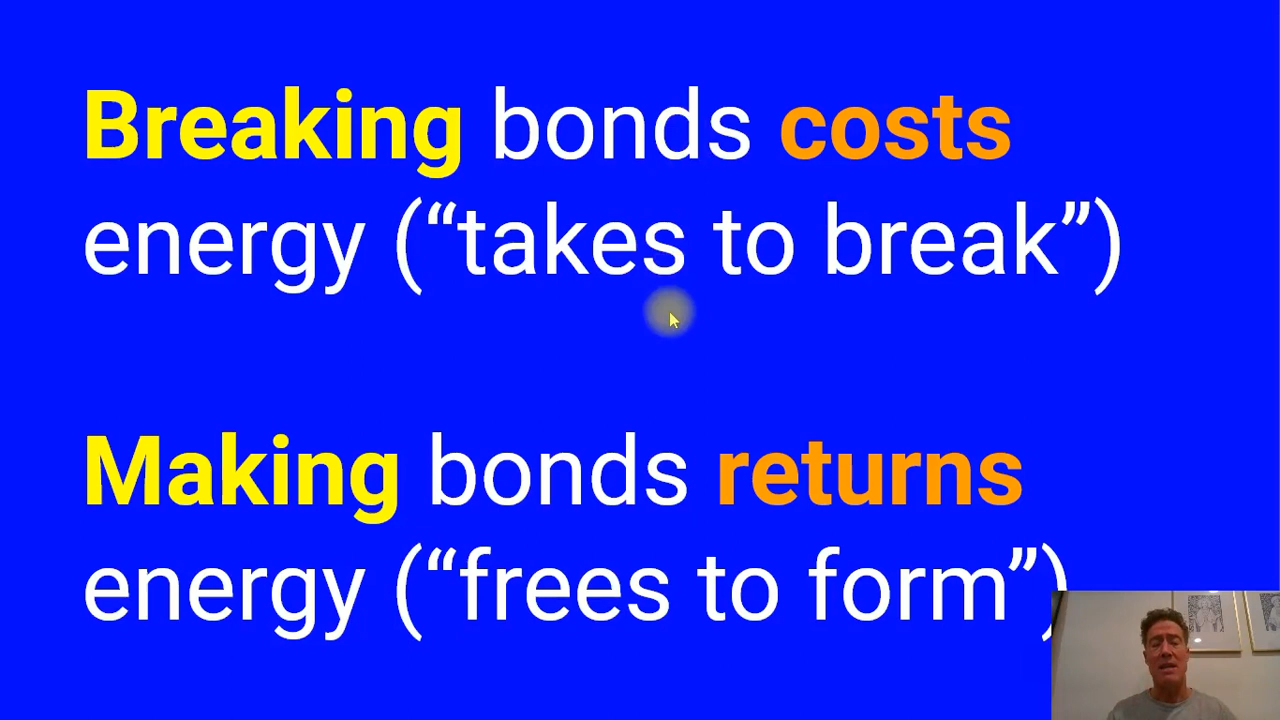 Breaking bonds costs
energy (“takes to break”)
Making bonds returns
energy (“frees to form”)